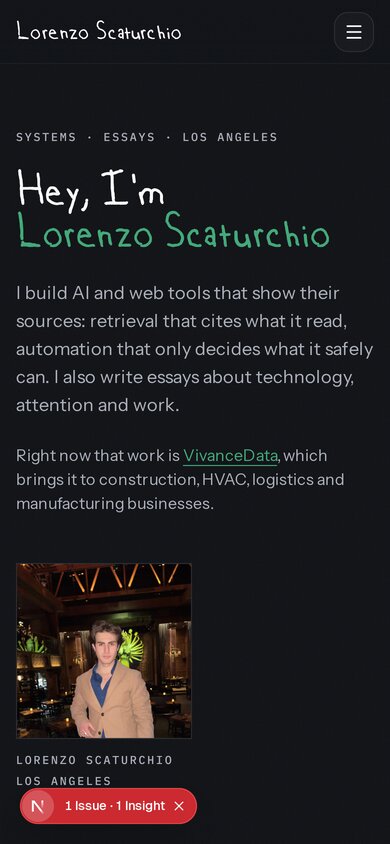 Lorenzo Scaturchio
SYSTEMS · ESSAYS · LOS ANGELES
Hey, I'm
Lorenzo Scaturchio
I build AI and web tools that show their
sources: retrieval that cites what it read,
automation that only decides what it safely
can. I also write essays about technology,
attention and work.
Right now that work is VivanceData, which
brings it to construction, HVAC, logistics and
manufacturing businesses.
LORENZO SCATURCHIO
LOS ANGELES
N 1 Issue · 1 Insight